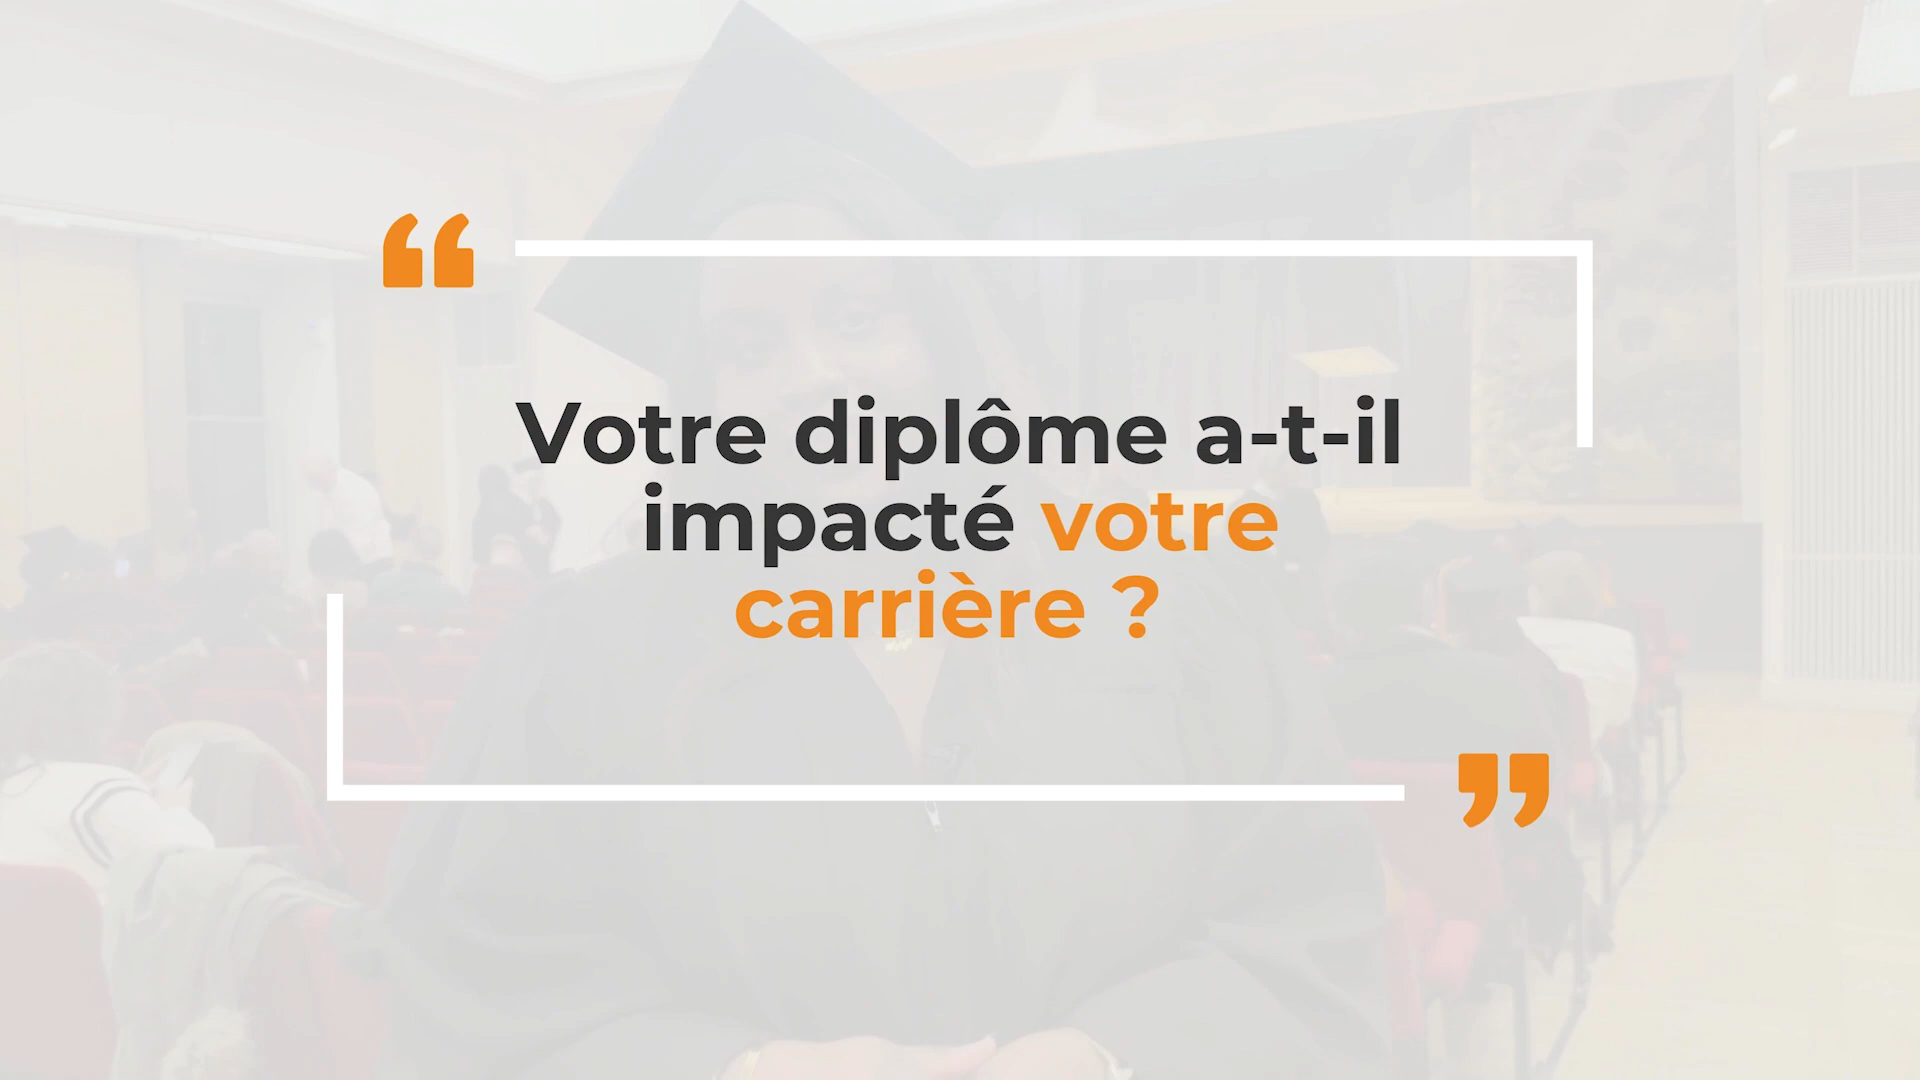 “
Votre diplôme a-t-il
impacté votre
carrière ?
”